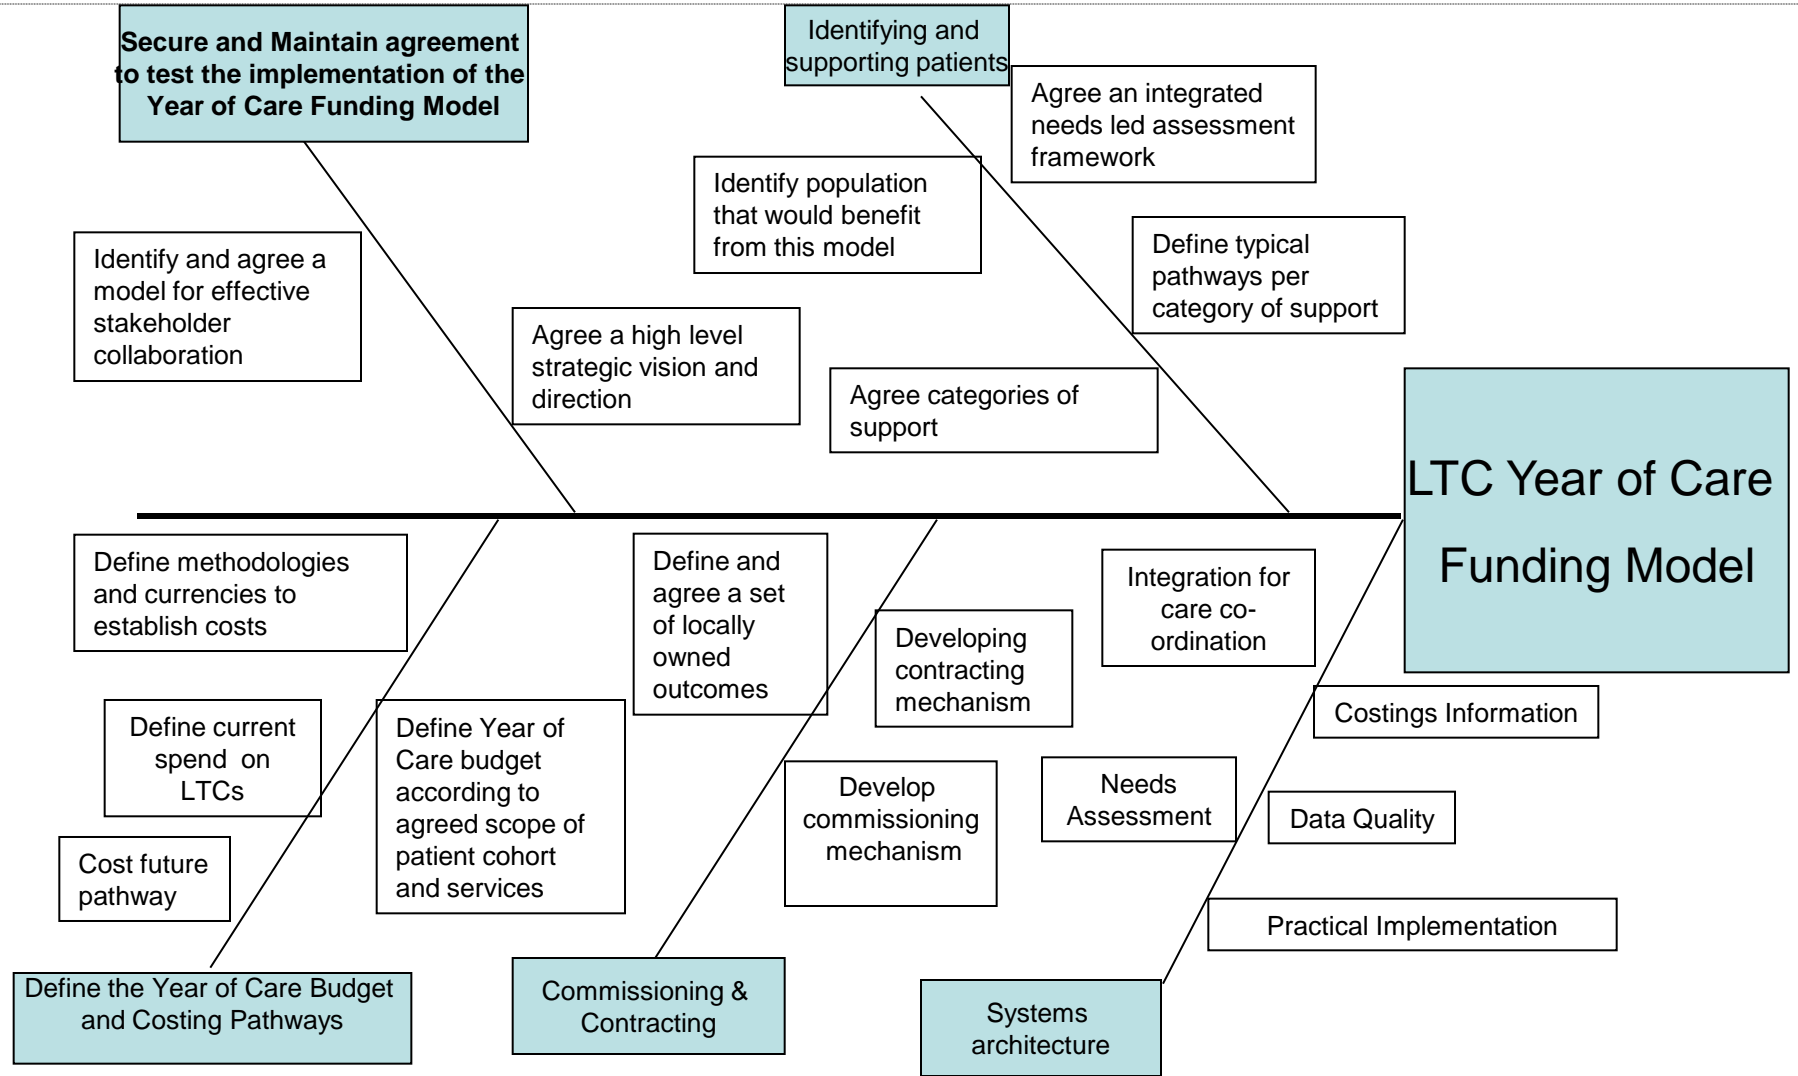 Secure and Maintain agreement
to test the implementation of the
Year of Care Funding Model
Identifying and
supporting patients
Agree an integrated
needs led assessment
framework
Identify population
that would benefit
from this model
Define typical
pathways per
category of support
Identify and agree a
model for effective
stakeholder
collaboration
Agree a high level
strategic vision and
direction
Agree categories of
support
LTC Year of Care
Funding Model
Define methodologies
and currencies to
establish costs
Define and
agree a set
of locally
owned
outcomes
Integration for
care co-
ordination
Developing
contracting
mechanism
Define current
spend on
LTCs
Define Year of
Care budget
according to
agreed scope of
patient cohort
and services
Costings Information
Develop
commissioning
mechanism
Needs
Assessment
Data Quality
Cost future
pathway
Practical Implementation
Define the Year of Care Budget
and Costing Pathways
Commissioning &
Contracting
Systems
architecture